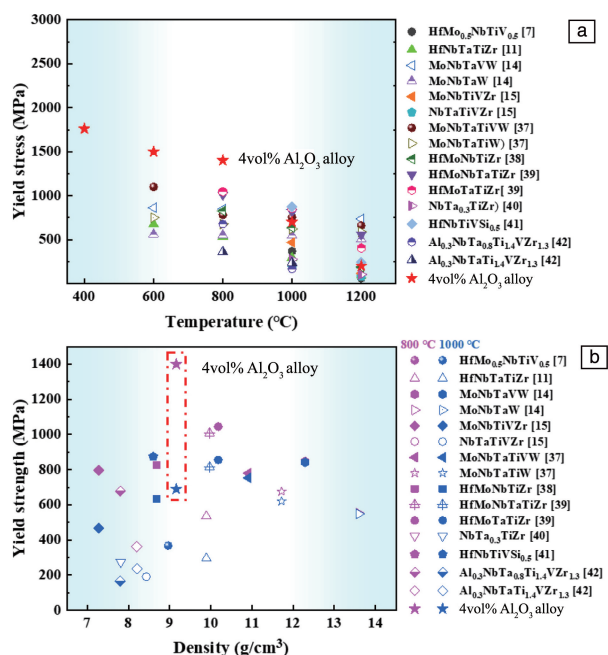 a
3000
2500
2000
1500
1000
500
Yield stress (MPa)
4vol% Al₂O₃ alloy
400 600 800 1000 1200
Temperature (°C)
HfMo₀.₅NbTiV₀.₅ [7]
HfNbTaTiZr [11]
MoNbTaVW [14]
MoNbTaW [14]
MoNbTiVZr [15]
NbTaTiVZr [15]
MoNbTaTiVW [37]
MoNbTaTiW) [37]
HfMoNbTiZr [38]
HfMoNbTaTiZr [39]
HfMoTaTiZr[ 39]
NbTa₀.₃TiZr) [40]
HfNbTiVSi₀.₅ [41]
Al₀.₃NbTa₀.₈Ti₁.₄VZr₁.₃ [42]
Al₀.₃NbTaTi₁.₄VZr₁.₃ [42]
4vol% Al₂O₃ alloy
b
1400
1200
1000
800
600
400
200
0
Yield strength (MPa)
4vol% Al₂O₃ alloy
7 8 9 10 11 12 13 14
Density (g/cm³)
800 °C 1000 °C
HfMo₀.₅NbTiV₀.₅ [7]
HfNbTaTiZr [11]
MoNbTaVW [14]
MoNbTaW [14]
MoNbTiVZr [15]
NbTaTiVZr [15]
MoNbTaTiVW [37]
MoNbTaTiW [37]
HfMoNbTiZr [38]
HfMoNbTaTiZr [39]
HfMoTaTiZr [39]
NbTa₀.₃TiZr [40]
HfNbTiVSi₀.₅ [41]
Al₀.₃NbTa₀.₈Ti₁.₄VZr₁.₃ [42]
Al₀.₃NbTaTi₁.₄VZr₁.₃ [42]
4vol% Al₂O₃ alloy